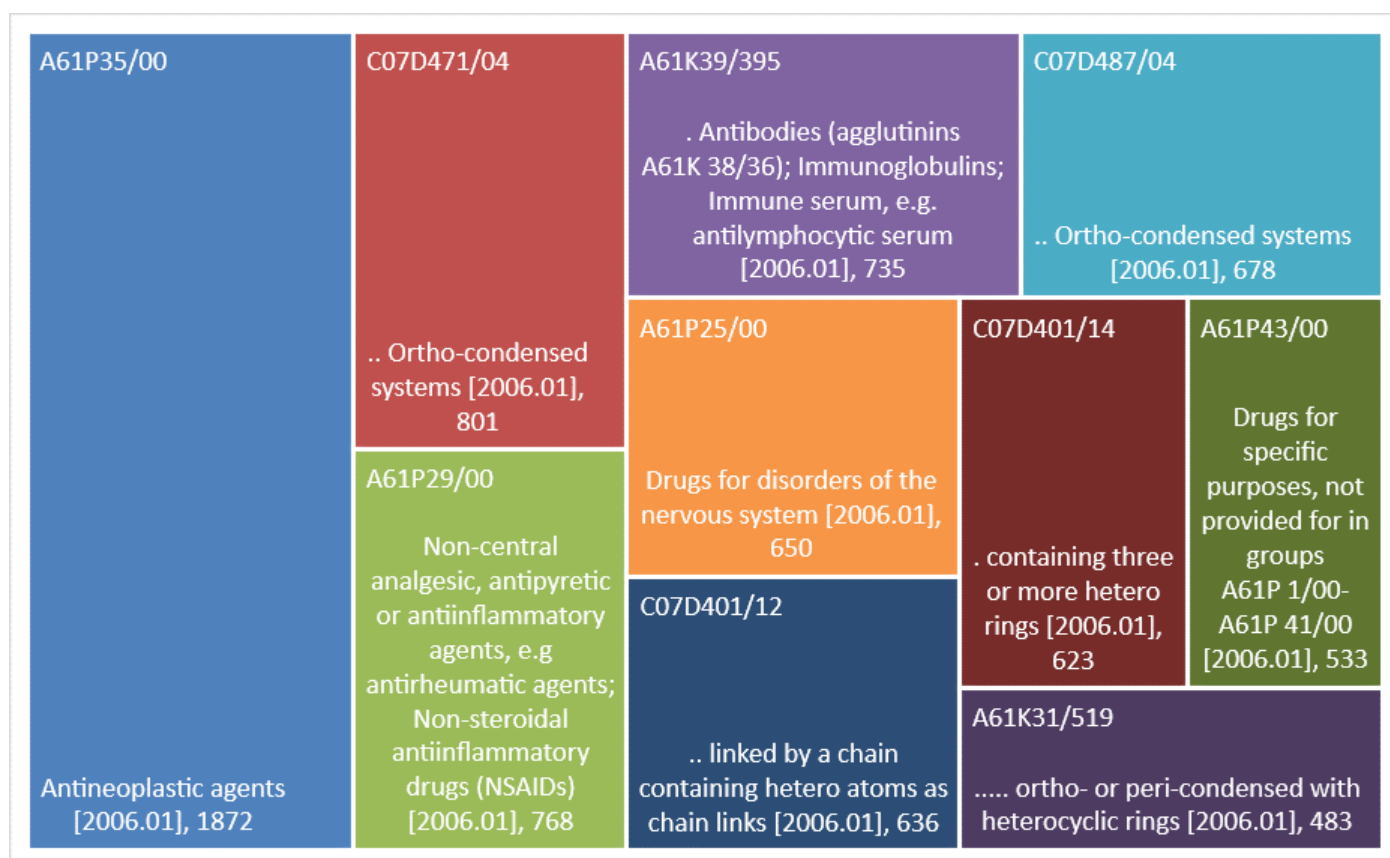 A61P35/00
Antineoplastic agents
[2006.01], 1872
C07D471/04
.. Ortho-condensed
systems [2006.01],
801
A61P29/00
Non-central
analgesic, antipyretic
or antiinflammatory
agents, e.g
antirheumatic agents;
Non-steroidal
antiinflammatory
drugs (NSAIDs)
[2006.01], 768
A61K39/395
. Antibodies (agglutinins
A61K 38/36); Immunoglobulins;
Immune serum, e.g.
antilymphocytic serum
[2006.01], 735
C07D487/04
.. Ortho-condensed systems
[2006.01], 678
A61P25/00
Drugs for disorders of the
nervous system [2006.01],
650
C07D401/12
.. linked by a chain
containing hetero atoms as
chain links [2006.01], 636
C07D401/14
. containing three
or more hetero
rings [2006.01],
623
A61P43/00
Drugs for
specific
purposes, not
provided for in
groups
A61P 1/00-
A61P 41/00
[2006.01], 533
A61K31/519
..... ortho- or peri-condensed with
heterocyclic rings [2006.01], 483